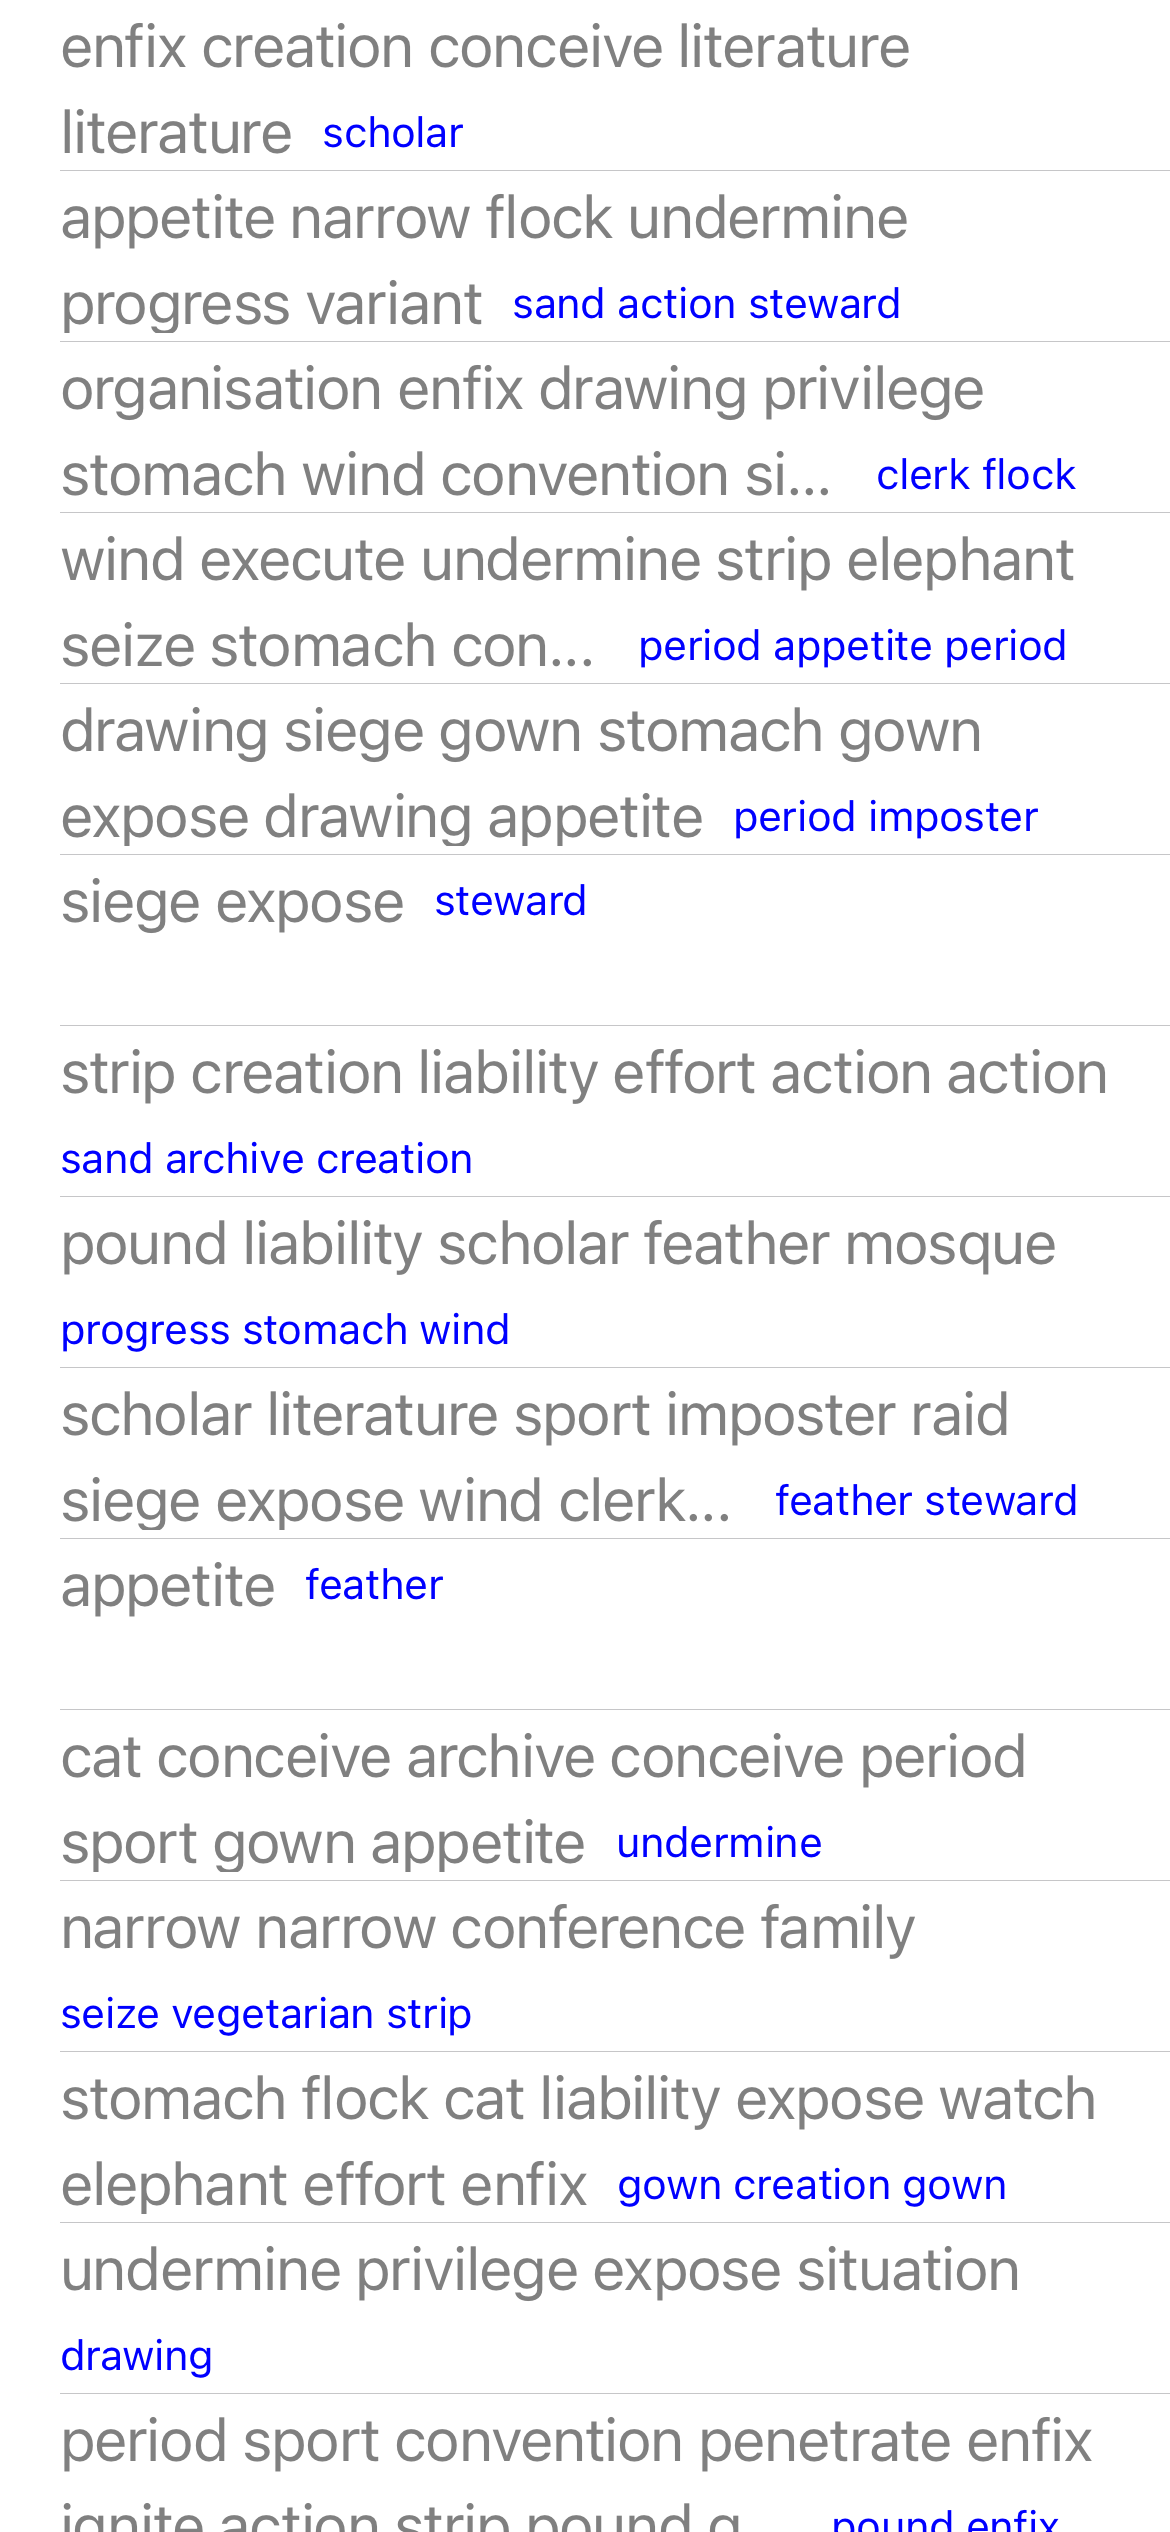 enfix creation conceive literature
literature scholar
appetite narrow flock undermine
progress variant sand action steward
organisation enfix drawing privilege
stomach wind convention si... clerk flock
wind execute undermine strip elephant
seize stomach con... period appetite period
drawing siege gown stomach gown
expose drawing appetite period imposter
siege expose steward
strip creation liability effort action action
sand archive creation
pound liability scholar feather mosque
progress stomach wind
scholar literature sport imposter raid
siege expose wind clerk... feather steward
appetite feather
cat conceive archive conceive period
sport gown appetite undermine
narrow narrow conference family
seize vegetarian strip
stomach flock cat liability expose watch
elephant effort enfix gown creation gown
undermine privilege expose situation
drawing
period sport convention penetrate enfix
ignite action strip pound g... pound enfix